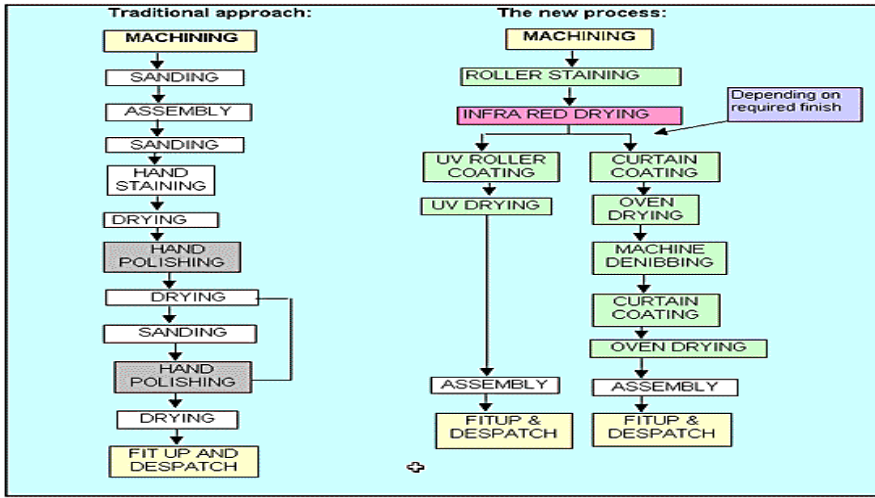 Traditional approach:
MACHINING
SANDING
ASSEMBLY
SANDING
HAND
STAINING
DRYING
HAND
POLISHING
DRYING
SANDING
HAND
POLISHING
DRYING
FIT UP AND
DESPATCH
The new process:
MACHINING
ROLLER STAINING
INFRA RED DRYING
Depending on
required finish
UV ROLLER
COATING
UV DRYING
ASSEMBLY
FITUP &
DESPATCH
CURTAIN
COATING
OVEN
DRYING
MACHINE
DENIBBING
CURTAIN
COATING
OVEN DRYING
ASSEMBLY
FITUP &
DESPATCH